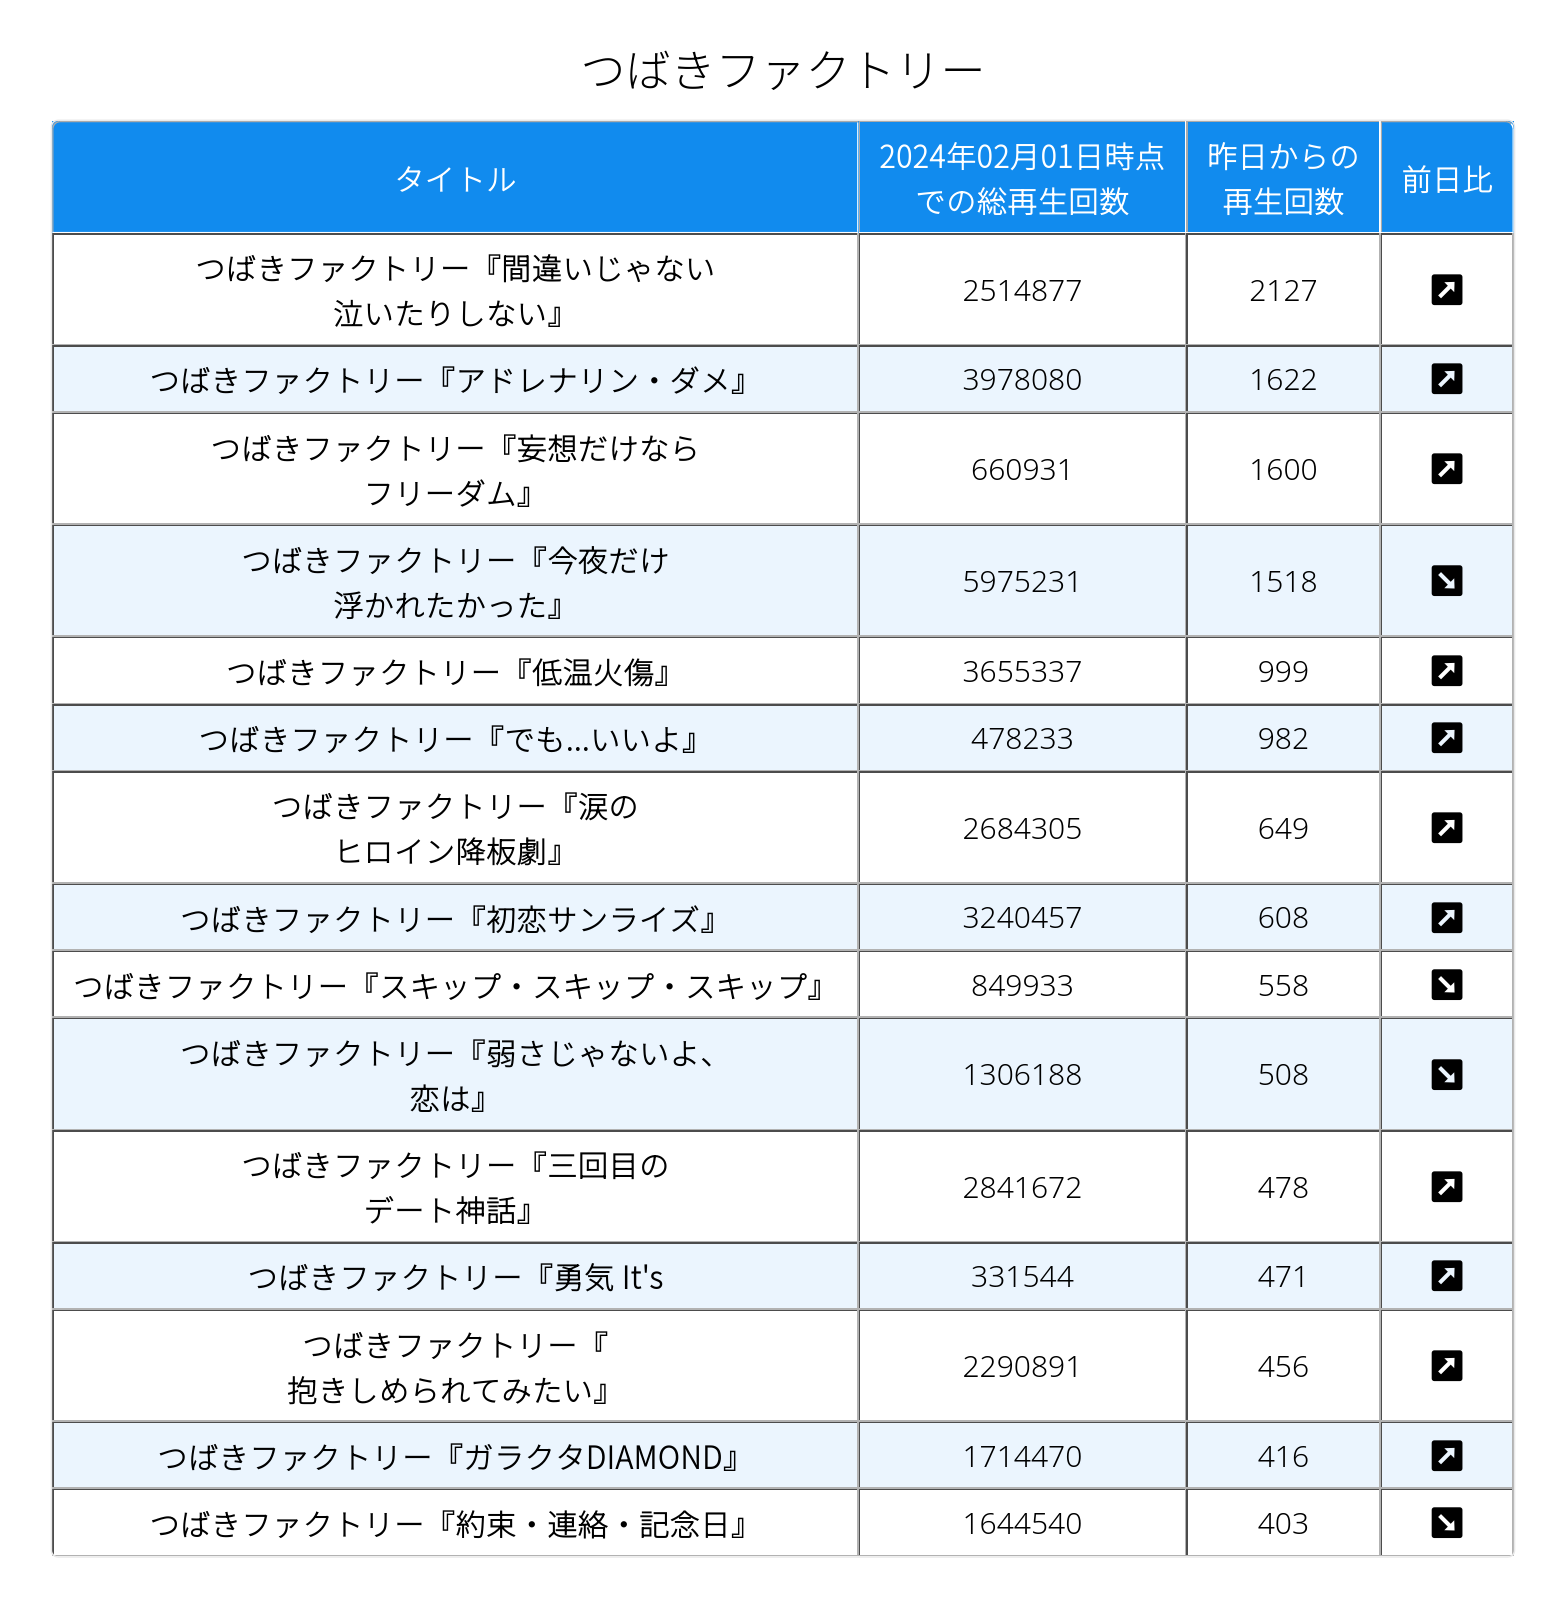 つばきファクトリー
タイトル
2024年02月01日時点
での総再生回数
昨日からの
再生回数
前日比
つばきファクトリー『間違いじゃない
泣いたりしない』
2514877
2127
つばきファクトリー『アドレナリン・ダメ』
3978080
1622
つばきファクトリー『妄想だけなら
フリーダム』
660931
1600
つばきファクトリー『今夜だけ
浮かれたかった』
5975231
1518
つばきファクトリー『低温火傷』
3655337
999
つばきファクトリー『でも...いいよ』
478233
982
つばきファクトリー『涙の
ヒロイン降板劇』
2684305
649
つばきファクトリー『初恋サンライズ』
3240457
608
つばきファクトリー『スキップ・スキップ・スキップ』
849933
558
つばきファクトリー『弱さじゃないよ、
恋は』
1306188
508
つばきファクトリー『三回目の
デート神話』
2841672
478
つばきファクトリー『勇気 It's
331544
471
つばきファクトリー『
抱きしめられてみたい』
2290891
456
つばきファクトリー『ガラクタDIAMOND』
1714470
416
つばきファクトリー『約束・連絡・記念日』
1644540
403